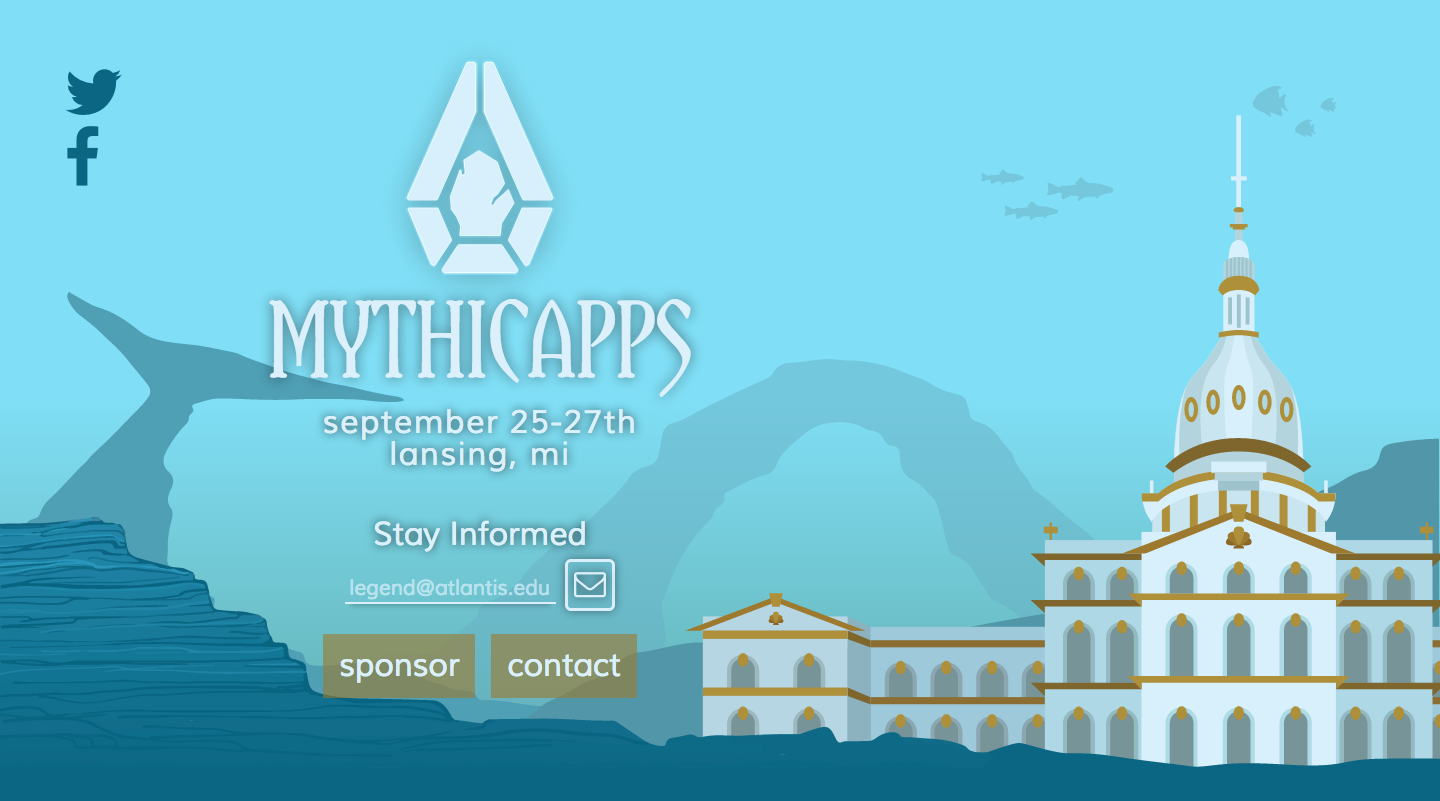 MYTHICAPPS
september 25-27th
lansing, mi
Stay Informed
legend@atlantis.edu
sponsor contact